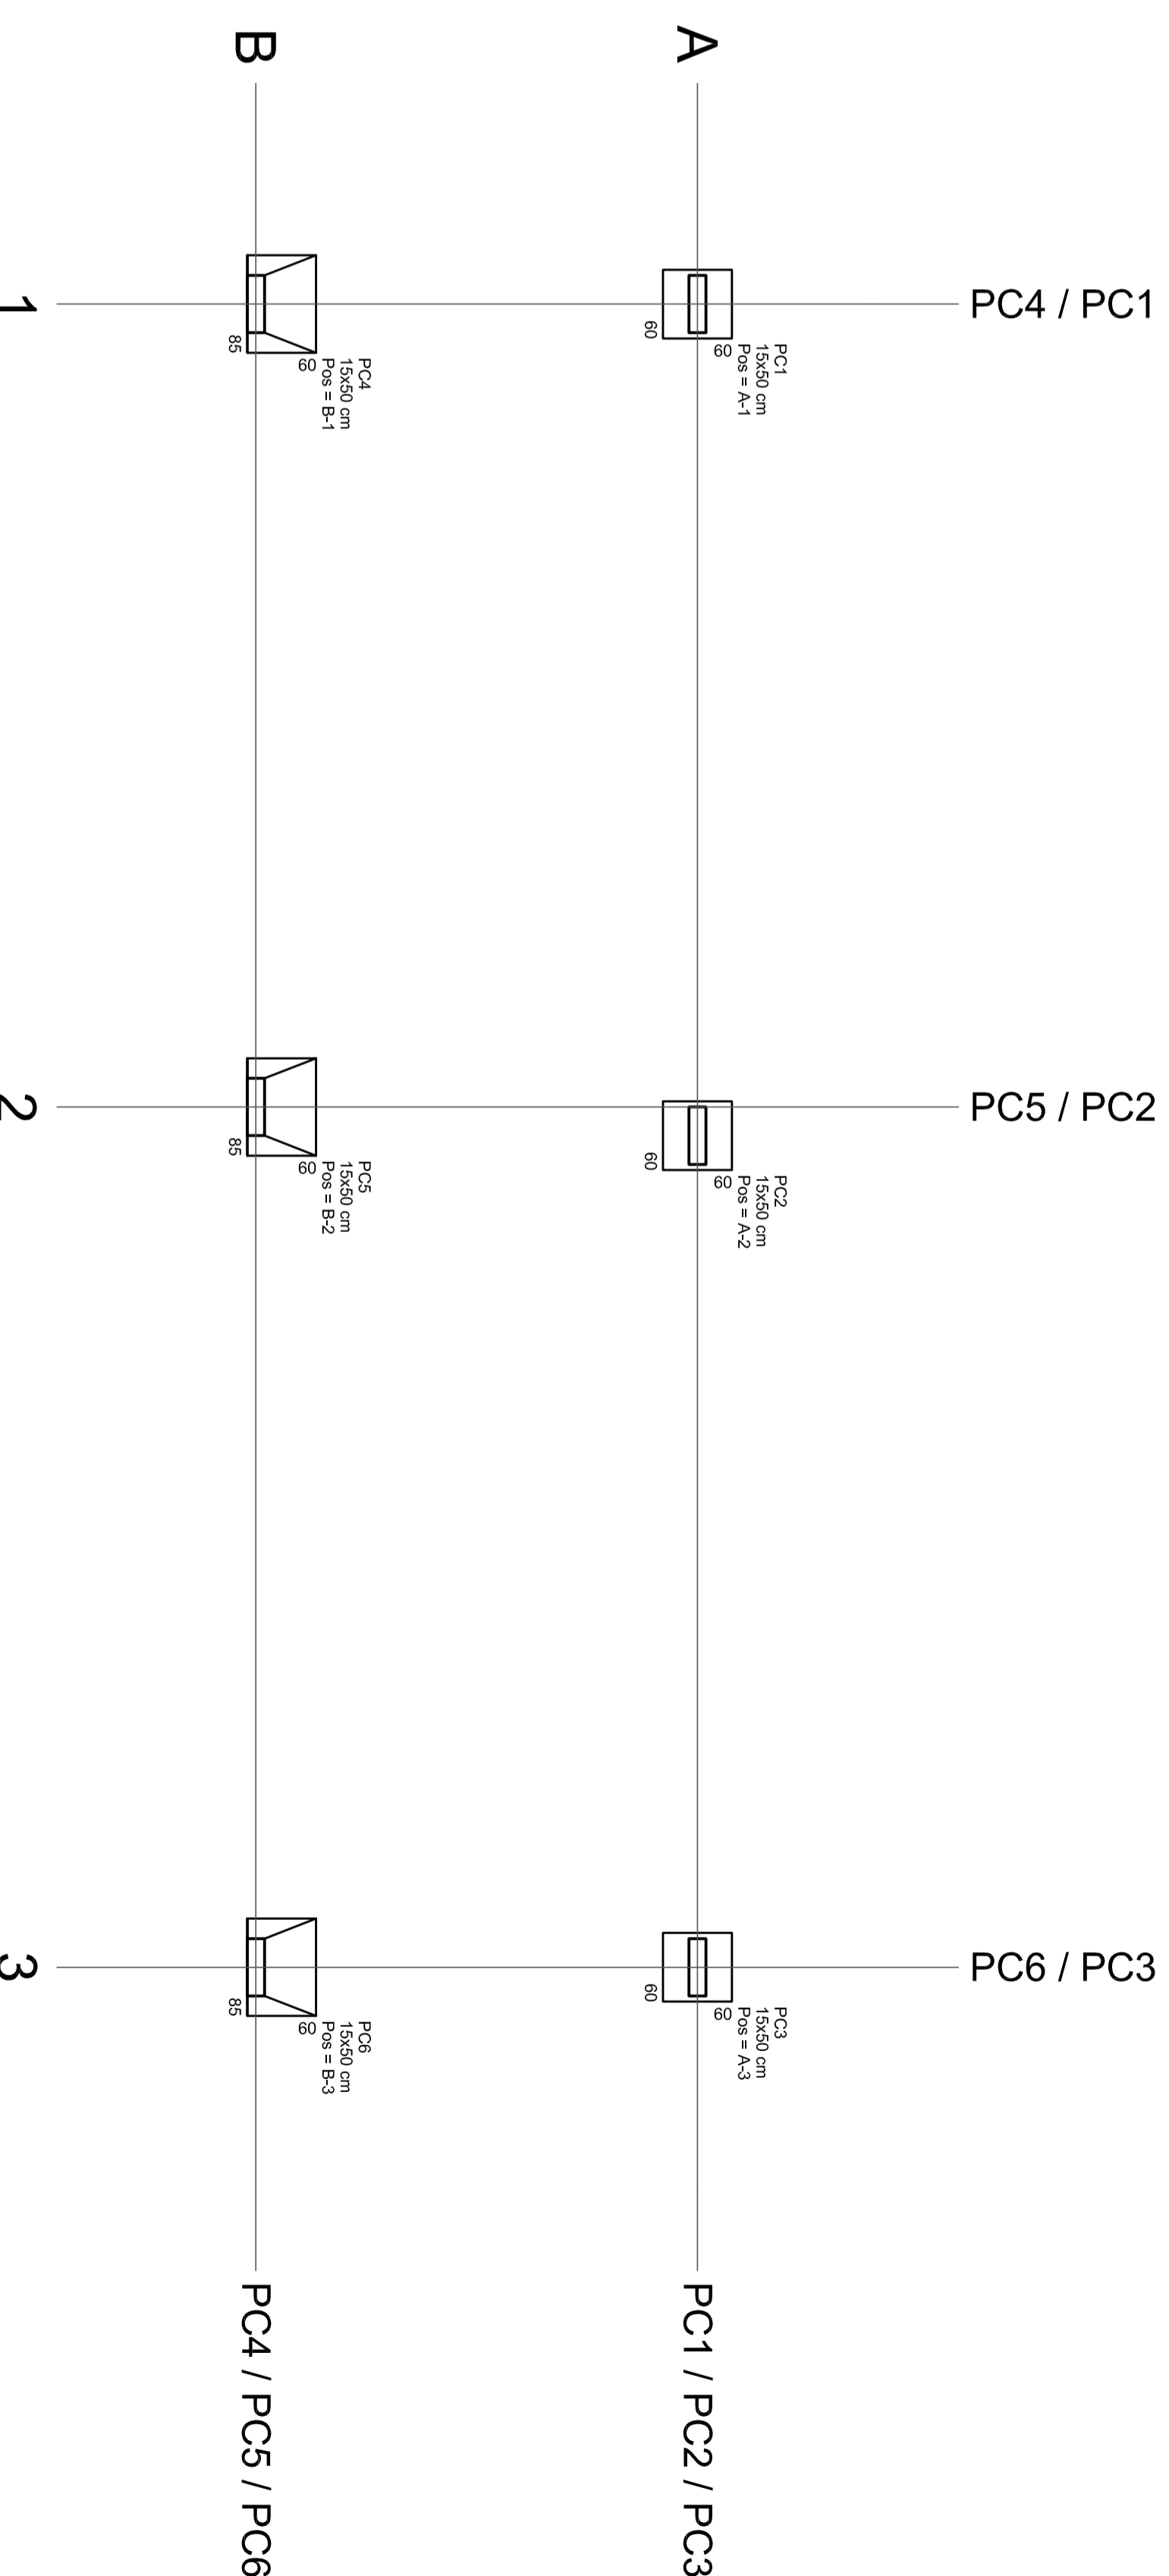 B
A
1
PC4 / PC1
PC4
15x50 cm
Pos = B-1
60
85
PC1
15x50 cm
Pos = A-1
60
60
2
PC5 / PC2
PC5
15x50 cm
Pos = B-2
60
85
PC2
15x50 cm
Pos = A-2
60
60
3
PC6 / PC3
PC6
15x50 cm
Pos = B-3
60
85
PC3
15x50 cm
Pos = A-3
60
60
PC4 / PC5 / PC6
PC1 / PC2 / PC3